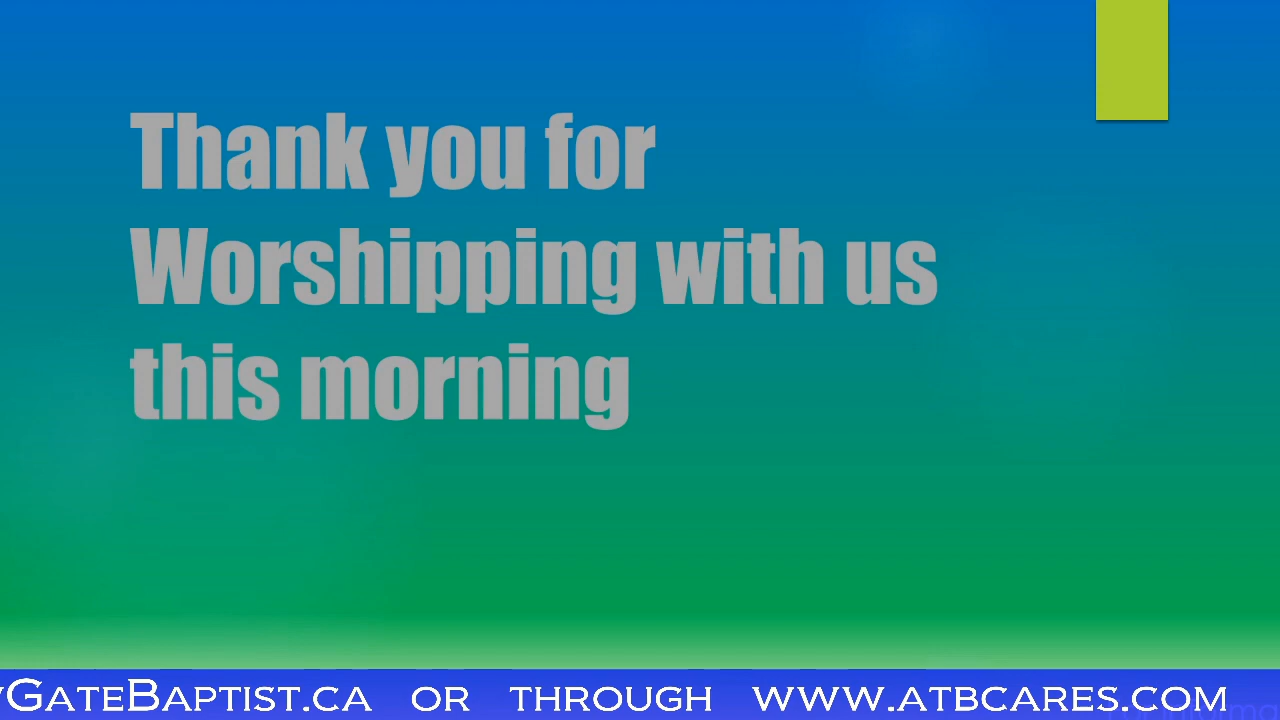 Thank you for
Worshipping with us
this morning
GateBaptist.ca or through www.atbcares.com